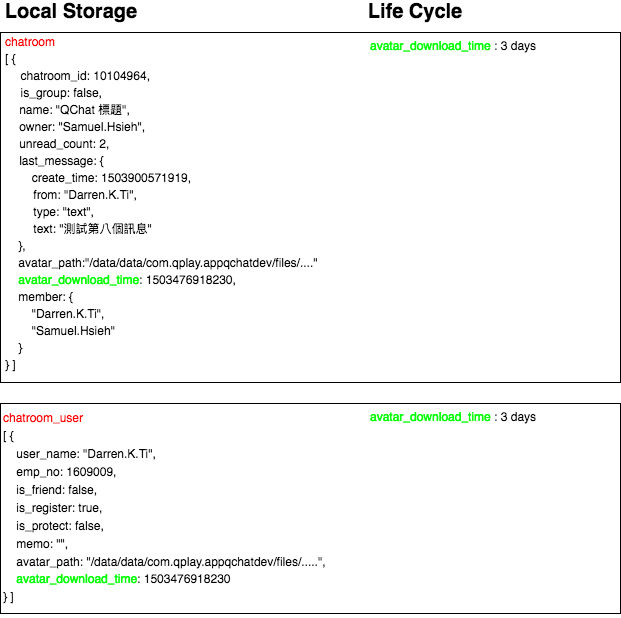 Local Storage
Life Cycle
chatroom
avatar_download_time : 3 days
[ {
chatroom_id: 10104964,
is_group: false,
name: "QChat 標題",
owner: "Samuel.Hsieh",
unread_count: 2,
last_message: {
create_time: 1503900571919,
from: "Darren.K.Ti",
type: "text",
text: "測試第八個訊息"
},
avatar_path:"/data/data/com.qplay.appqchatdev/files/...."
avatar_download_time: 1503476918230,
member: {
"Darren.K.Ti",
"Samuel.Hsieh"
}
} ]
chatroom_user
avatar_download_time : 3 days
[ {
user_name: "Darren.K.Ti",
emp_no: 1609009,
is_friend: false,
is_register: true,
is_protect: false,
memo: "",
avatar_path: "/data/data/com.qplay.appqchatdev/files/.....",
avatar_download_time: 1503476918230
} ]